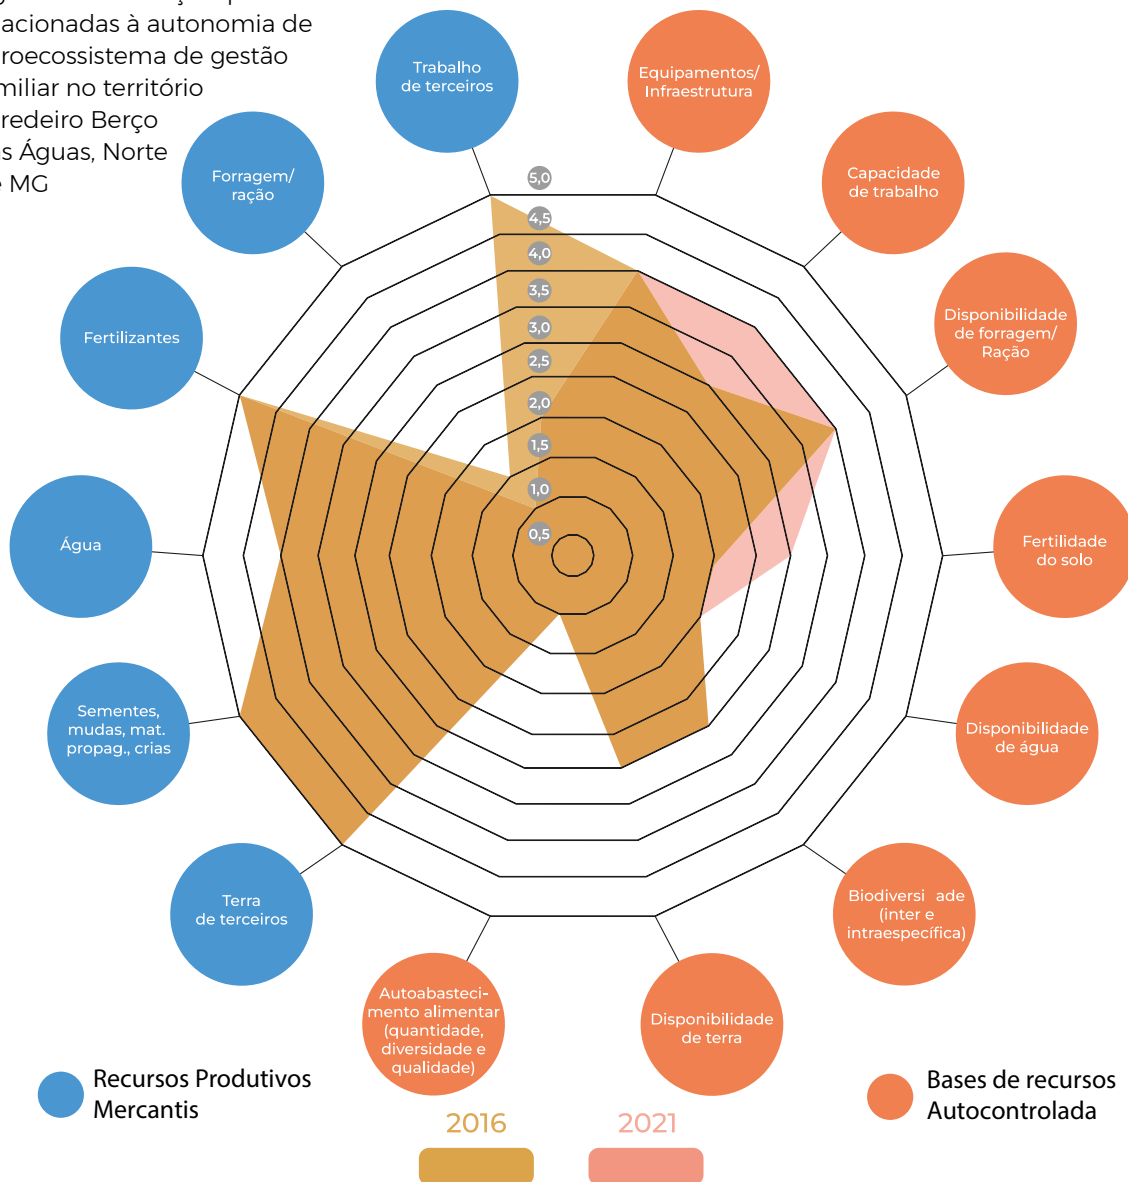 acionadas à autonomia de
roecossistema de gestão
miliar no território
redeiro Berço
s Águas, Norte
MG
Trabalho
de terceiros
Equipamentos/
Infraestrutura
Forragem/
ração
Capacidade
de trabalho
Fertilizantes
Disponibilidade
de forragem/
Ração
Água
Fertilidade
do solo
Sementes,
mudas, mat.
propag., crias
Disponibilidade
de água
Terra
de terceiros
Biodiversi ade
(inter e
intraespecífica)
Autoabasteci-
mento alimentar
(quantidade,
diversidade e
qualidade)
Disponibilidade
de terra
5,0
4,5
4,0
3,5
3,0
2,5
2,0
1,5
1,0
0,5
Recursos Produtivos
Mercantis
Bases de recursos
Autocontrolada
2016
2021